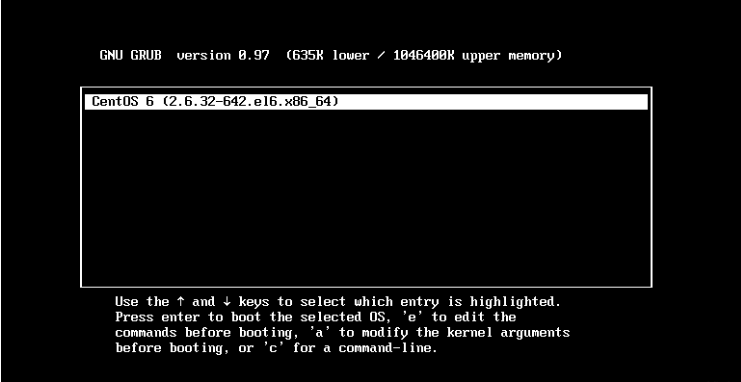 GNU GRUB  version 0.97  (635K lower / 1046400K upper memory)
CentOS 6 (2.6.32-642.el6.x86_64)
Use the ↑ and ↓ keys to select which entry is highlighted.
Press enter to boot the selected OS, 'e' to edit the
commands before booting, 'a' to modify the kernel arguments
before booting, or 'c' for a command-line.